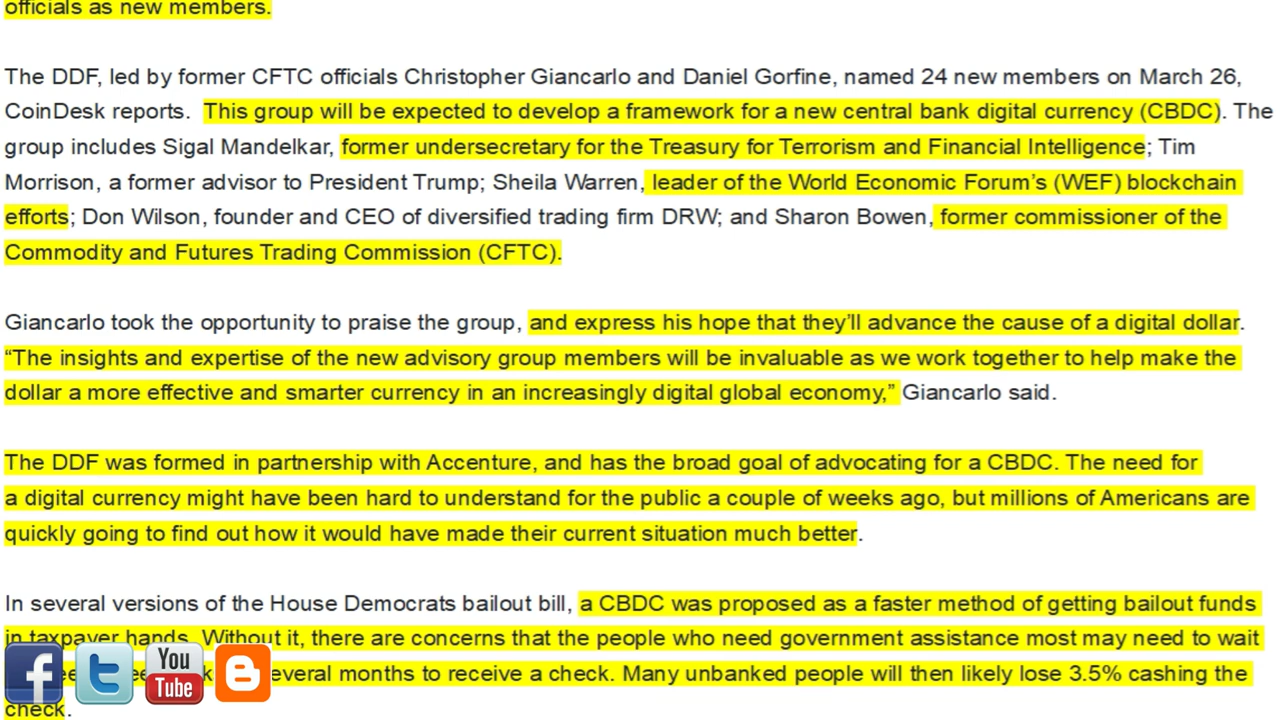 officials as new members.
The DDF, led by former CFTC officials Christopher Giancarlo and Daniel Gorfine, named 24 new members on March 26,
CoinDesk reports. This group will be expected to develop a framework for a new central bank digital currency (CBDC). The
group includes Sigal Mandelkar, former undersecretary for the Treasury for Terrorism and Financial Intelligence; Tim
Morrison, a former advisor to President Trump; Sheila Warren, leader of the World Economic Forum's (WEF) blockchain
efforts; Don Wilson, founder and CEO of diversified trading firm DRW; and Sharon Bowen, former commissioner of the
Commodity and Futures Trading Commission (CFTC).
Giancarlo took the opportunity to praise the group, and express his hope that they'll advance the cause of a digital dollar.
“The insights and expertise of the new advisory group members will be invaluable as we work together to help make the
dollar a more effective and smarter currency in an increasingly digital global economy,” Giancarlo said.
The DDF was formed in partnership with Accenture, and has the broad goal of advocating for a CBDC. The need for
a digital currency might have been hard to understand for the public a couple of weeks ago, but millions of Americans are
quickly going to find out how it would have made their current situation much better.
In several versions of the House Democrats bailout bill, a CBDC was proposed as a faster method of getting bailout funds
in taxpayer hands. Without it, there are concerns that the people who need government assistance most may need to wait
several months to receive a check. Many unbanked people will then likely lose 3.5% cashing the
check.
You
Tube